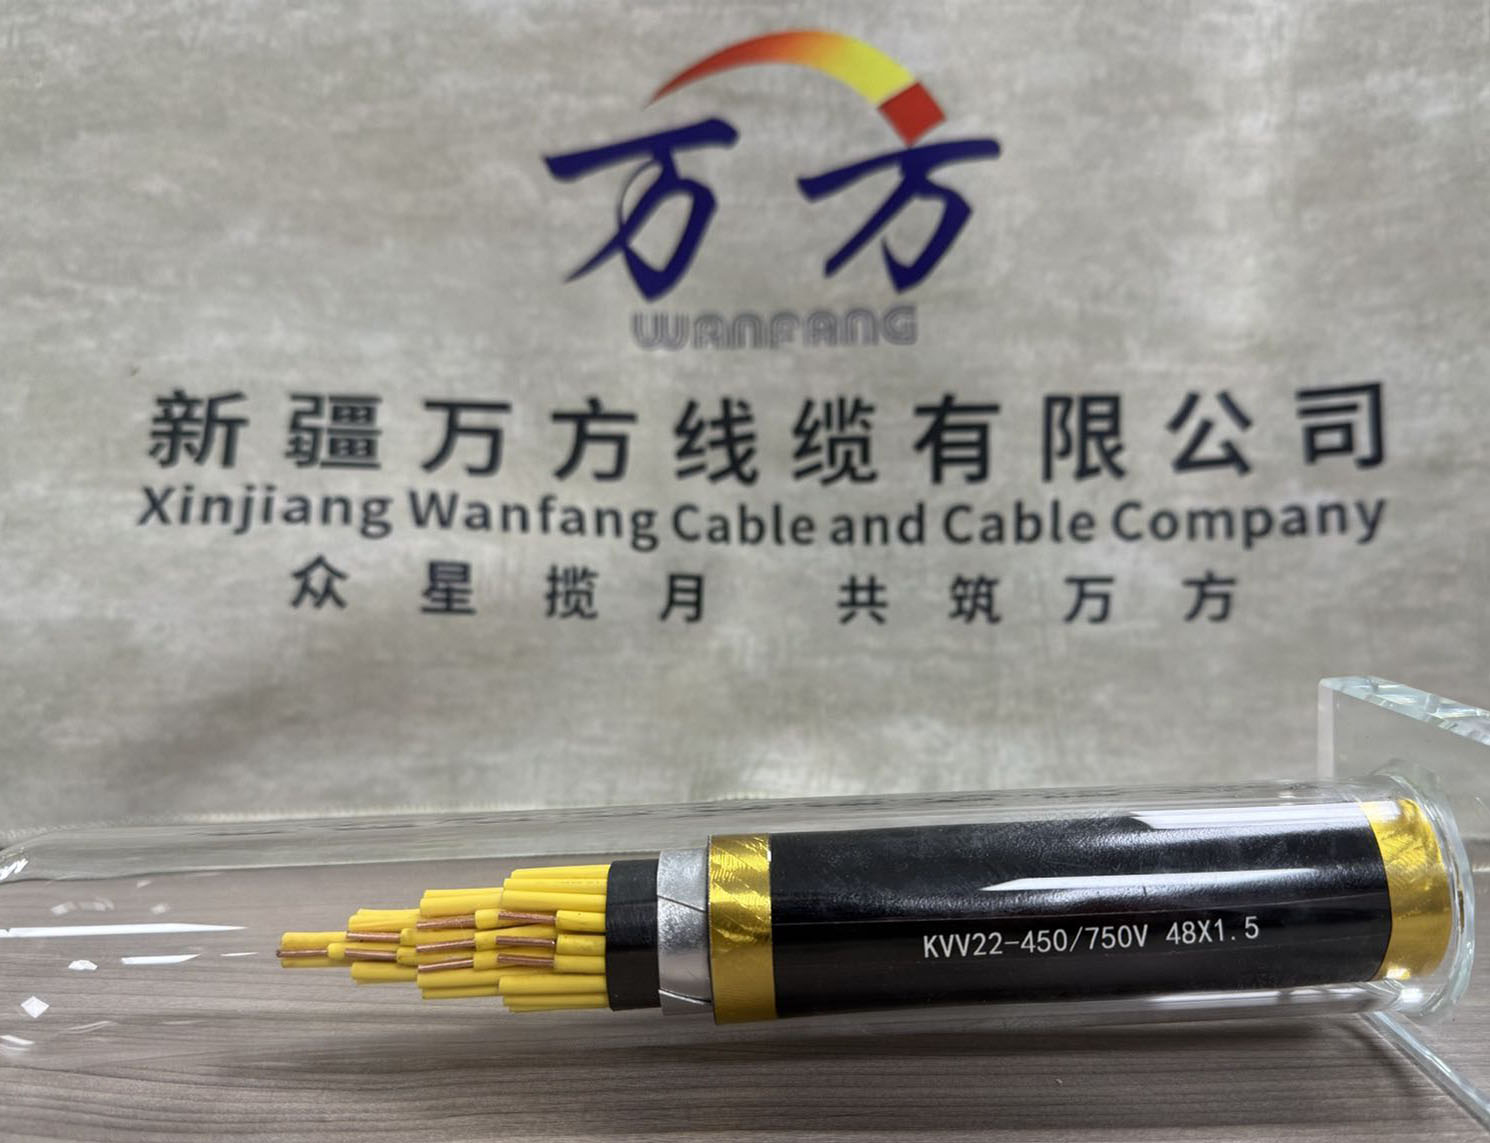 万方
WANFANG
新疆万方线缆有限公司
Xinjiang Wanfang Cable and Cable Company
众星揽月 共筑万方
KVV22-450/750V 48X1.5